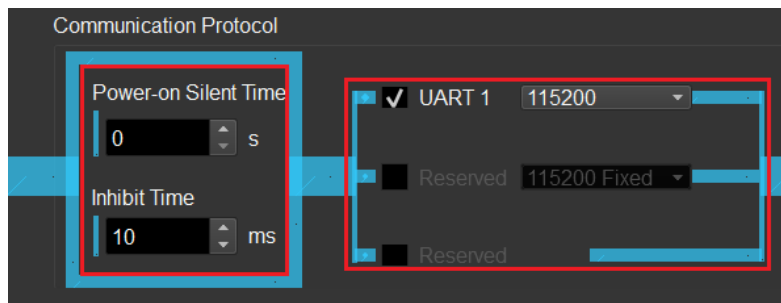 Communication Protocol
Power-on Silent Time
0 s
Inhibit Time
10 ms
UART 1 115200
Reserved 115200 Fixed
Reserved